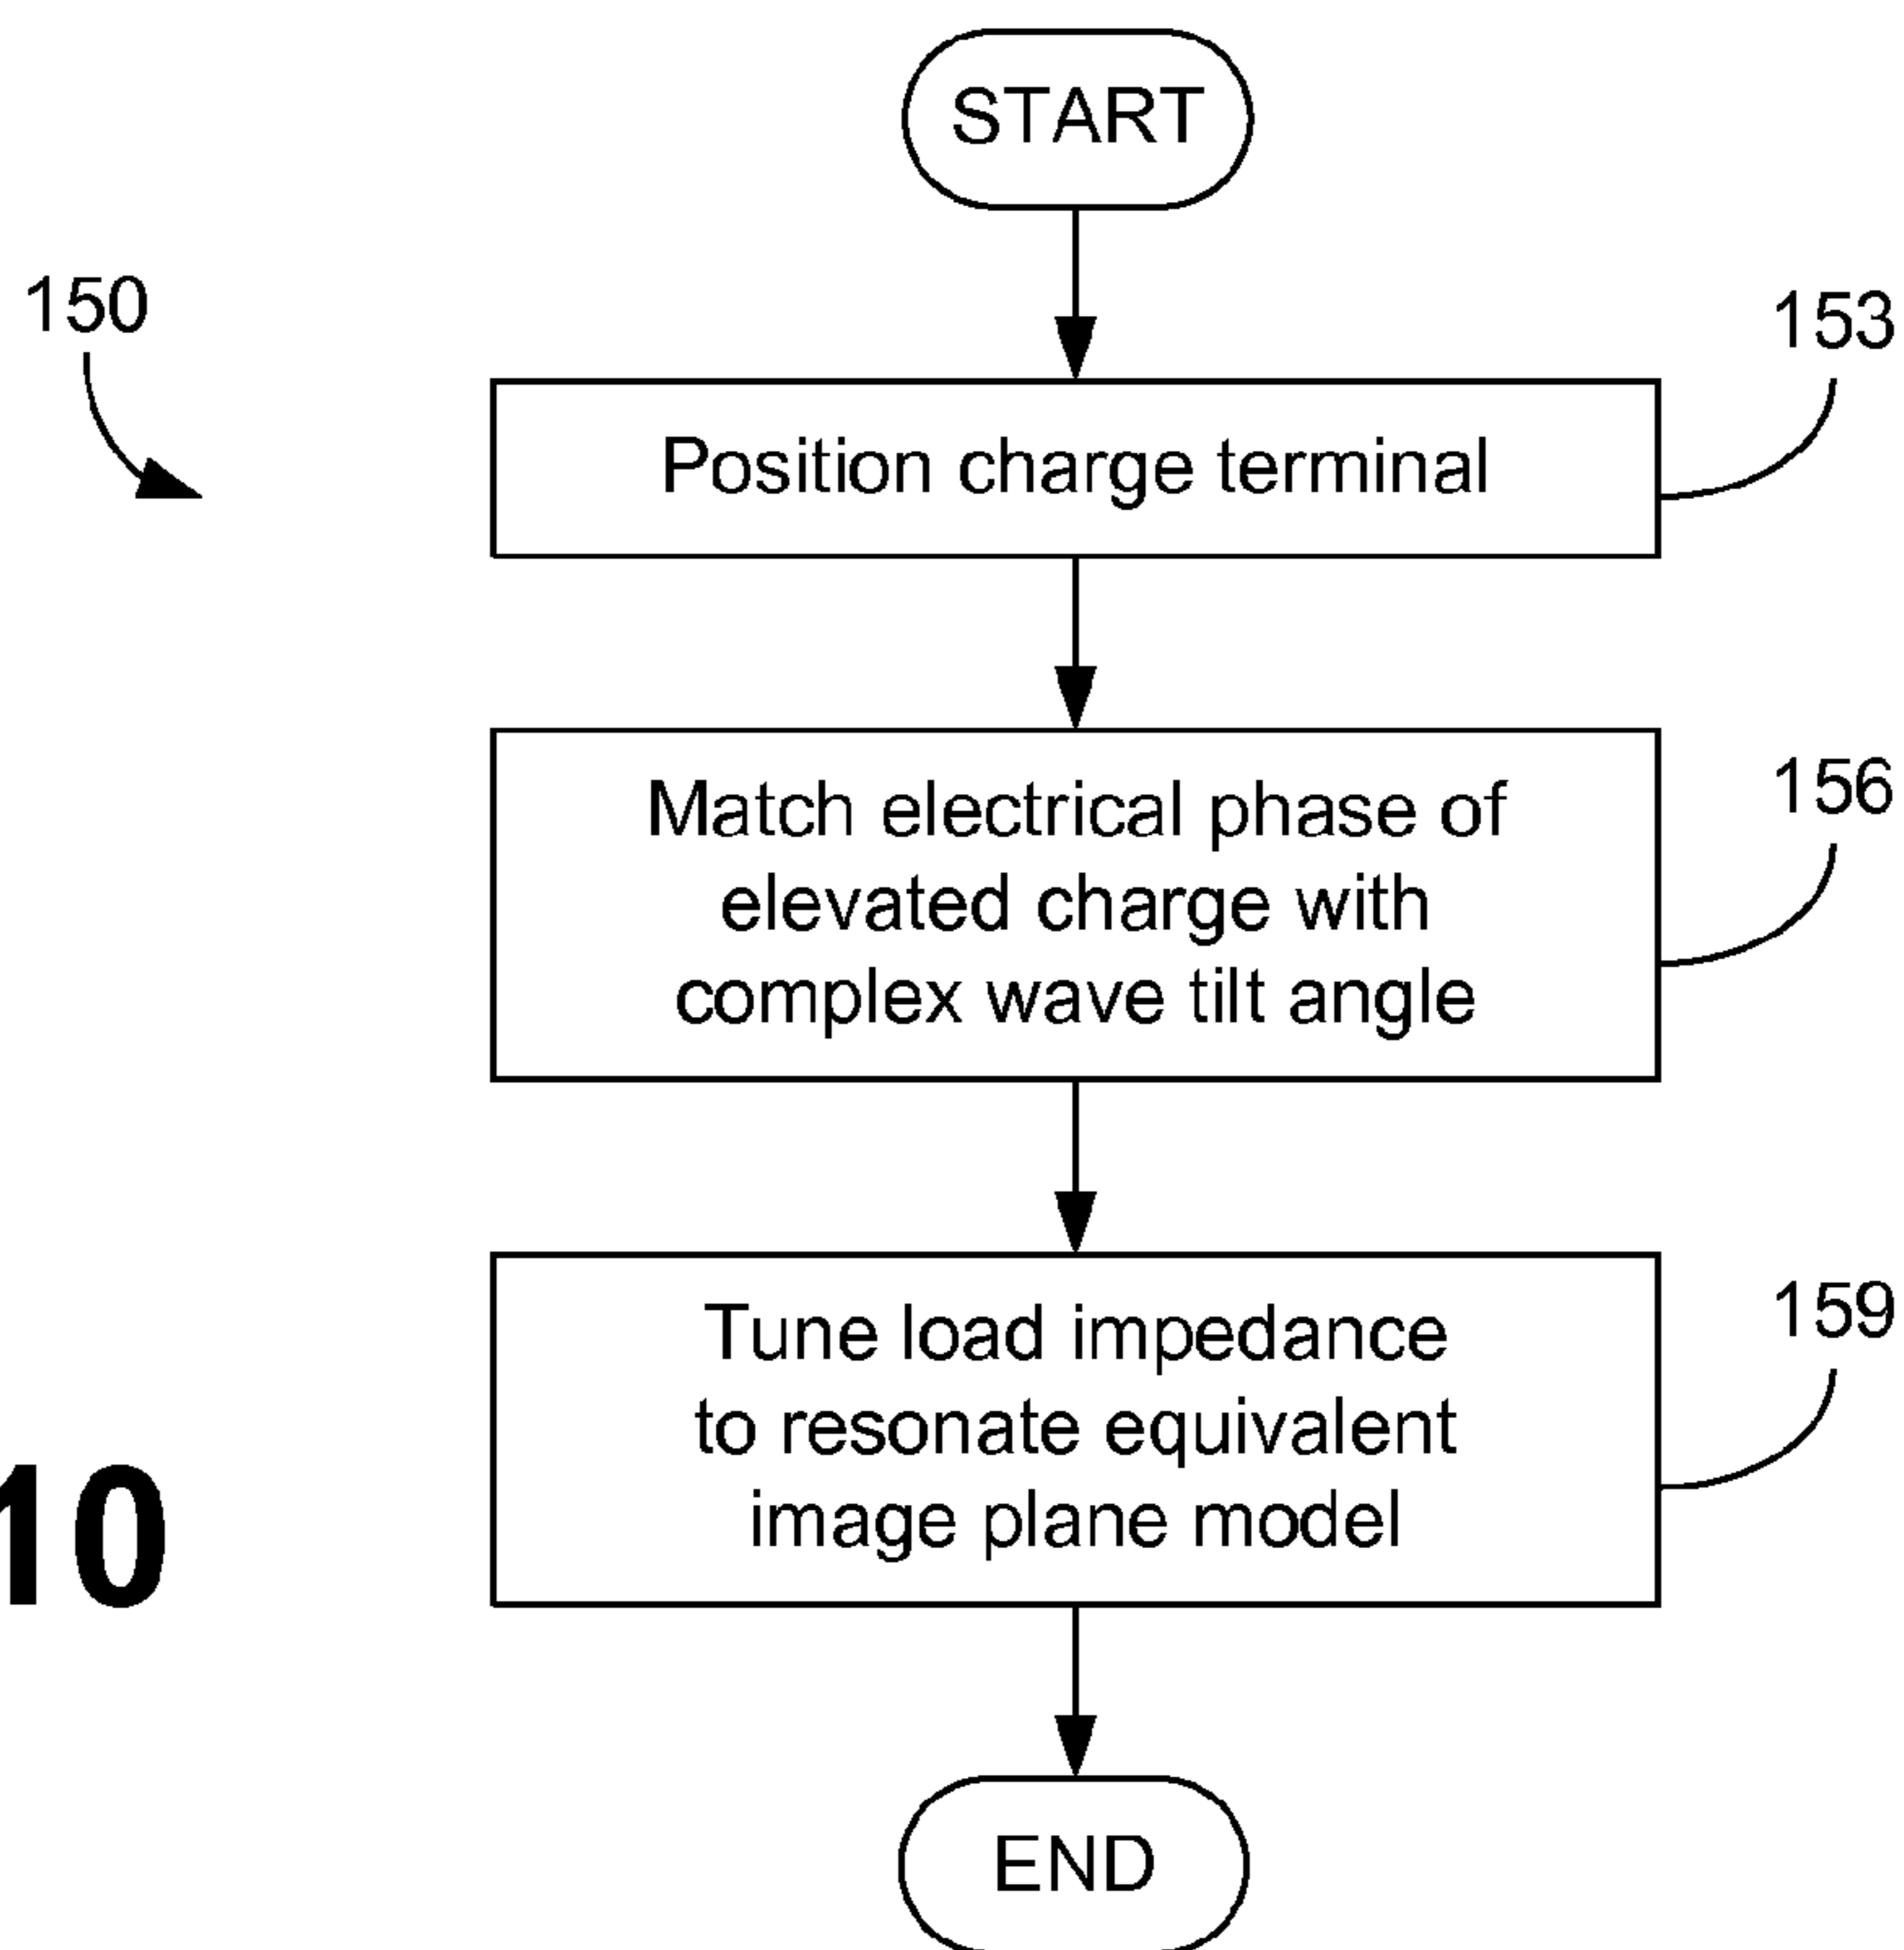 START
150
153
Position charge terminal
156
Match electrical phase of
elevated charge with
complex wave tilt angle
159
Tune load impedance
to resonate equivalent
image plane model
10
END